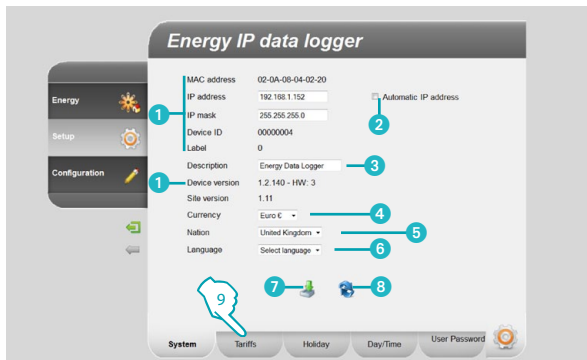 Energy IP data logger
MAC address 02-0A-08-04-02-20
IP address 192.168.1.152 Automatic IP address
1 IP mask 255.255.255.0 2
Device ID 00000004
Label 0
Description Energy Data Logger 3
1 Device version 1.2.140 - HW: 3
Site version 1.11
Currency Euro € 4
Nation United Kingdom 5
Language Select language 6
Energy
Setup
Configuration
7 8
9
System Tariffs Holiday Day/Time User Password